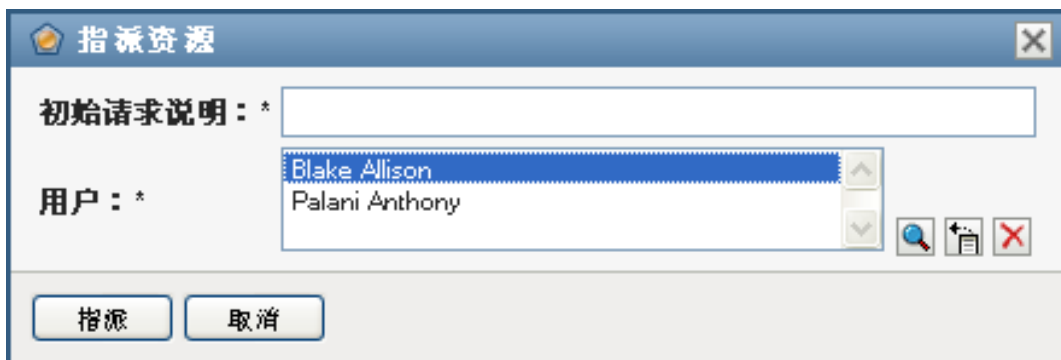 指派资源
初始请求说明：*
用户：*
Blake Allison
Palani Anthony
指派 取消